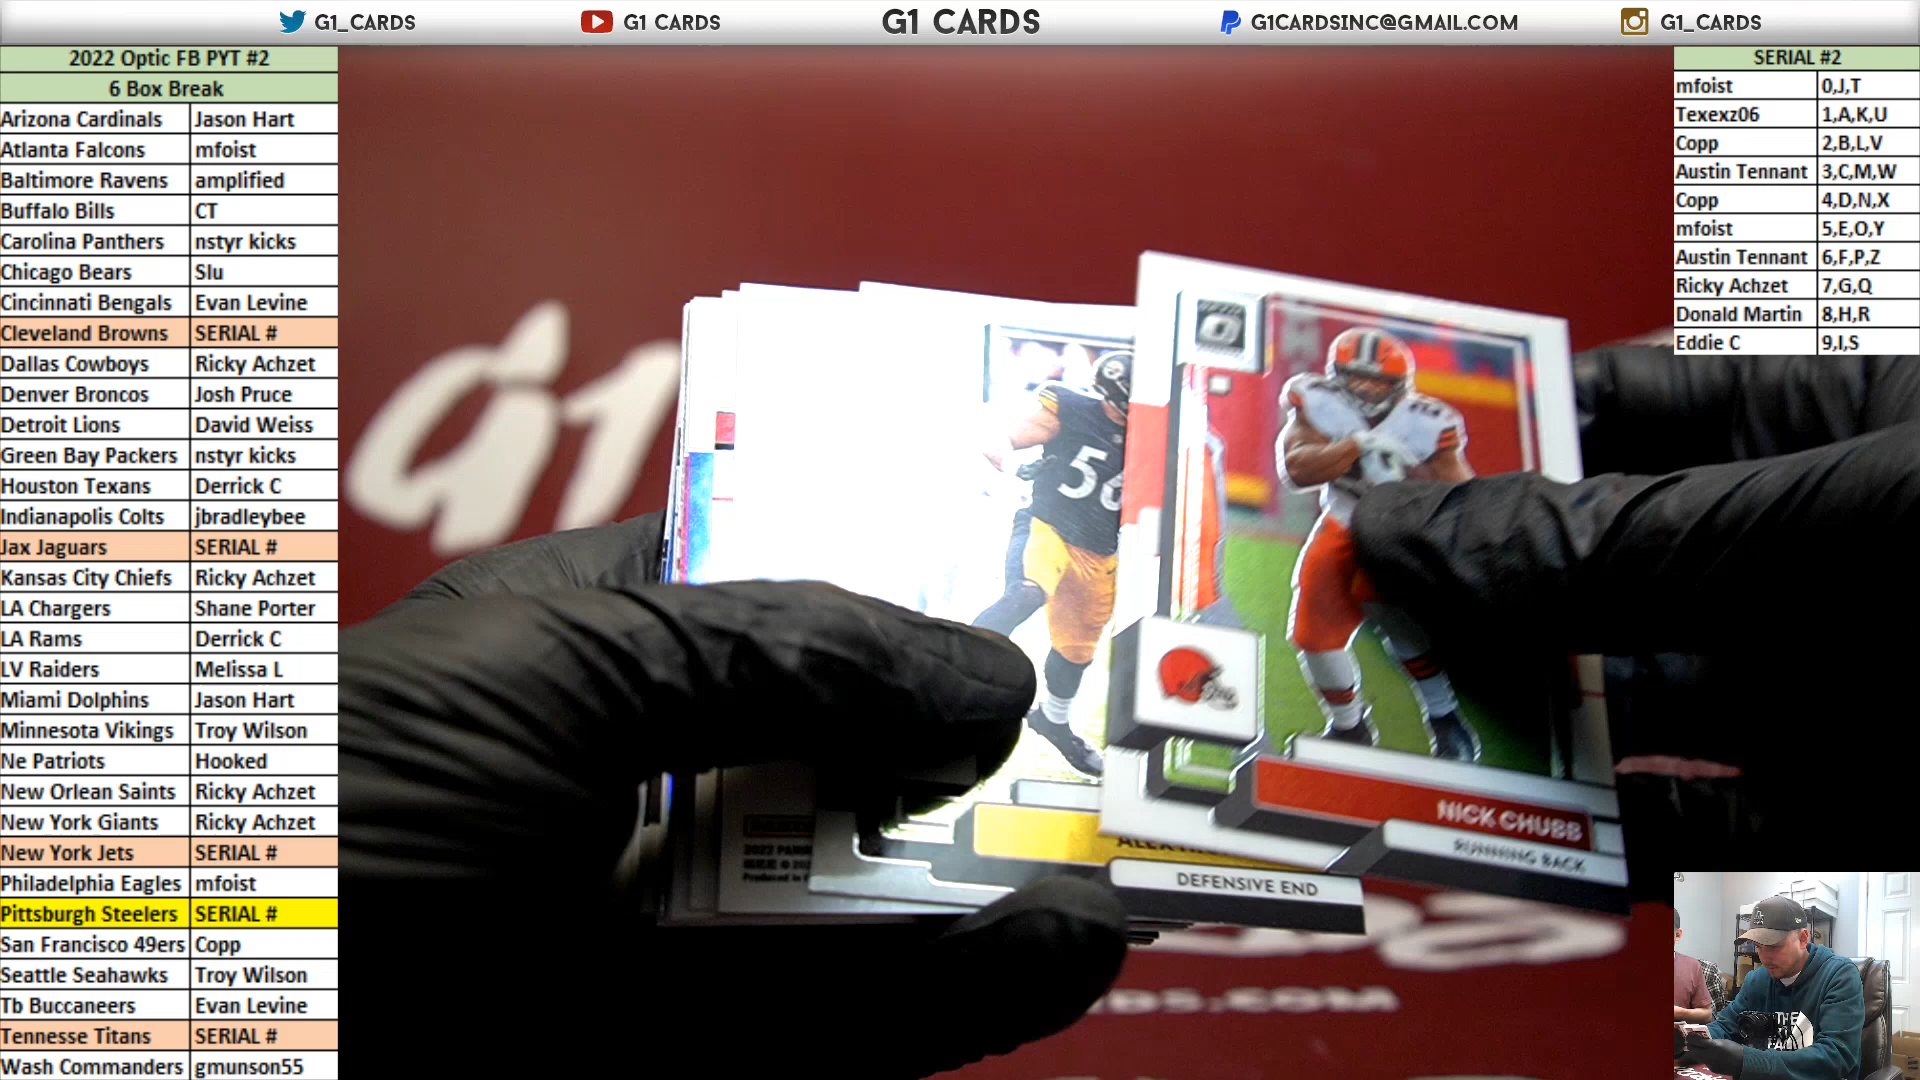 G1_CARDS G1 CARDS G1 CARDS G1CARDSINC@GMAIL.COM G1_CARDS
2022 Optic FB PYT #2
6 Box Break
Arizona Cardinals Jason Hart
Atlanta Falcons mfoist
Baltimore Ravens amplified
Buffalo Bills CT
Carolina Panthers nstyr kicks
Chicago Bears Slu
Cincinnati Bengals Evan Levine
Cleveland Browns SERIAL #
Dallas Cowboys Ricky Achzet
Denver Broncos Josh Pruce
Detroit Lions David Weiss
Green Bay Packers nstyr kicks
Houston Texans Derrick C
Indianapolis Colts jbradleybee
Jax Jaguars SERIAL #
Kansas City Chiefs Ricky Achzet
LA Chargers Shane Porter
LA Rams Derrick C
LV Raiders Melissa L
Miami Dolphins Jason Hart
Minnesota Vikings Troy Wilson
Ne Patriots Hooked
New Orlean Saints Ricky Achzet
New York Giants Ricky Achzet
New York Jets SERIAL #
Philadelphia Eagles mfoist
Pittsburgh Steelers SERIAL #
San Francisco 49ers Copp
Seattle Seahawks Troy Wilson
Tb Buccaneers Evan Levine
Tennesse Titans SERIAL #
Wash Commanders gmunson55
SERIAL #2
mfoist 0,J,T
Texexz06 1,A,K,U
Copp 2,B,L,V
Austin Tennant 3,C,M,W
Copp 4,D,N,X
mfoist 5,E,O,Y
Austin Tennant 6,F,P,Z
Ricky Achzet 7,G,Q
Donald Martin 8,H,R
Eddie C 9,I,S
G1
56
NICK CHUBB
RUNNING BACK
DEFENSIVE END
THE